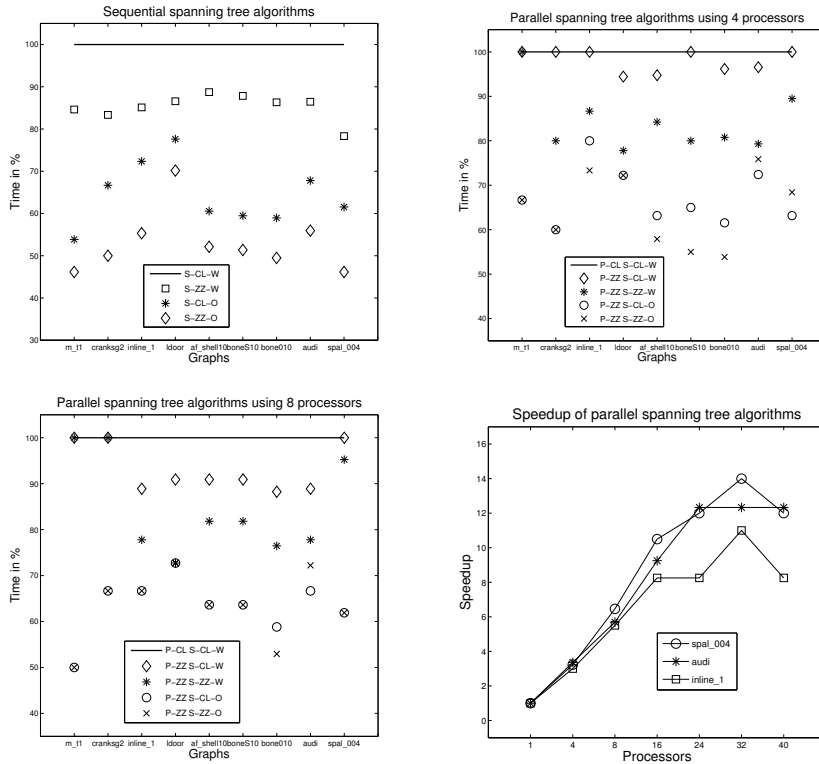 Sequential spanning tree algorithms
100
90
80
70
60
50
40
30
Time in %
S-CL-W
S-ZZ-W
S-CL-O
S-ZZ-O
m_t1 cranksg2 inline_1 ldoor af_shell10 boneS10 bone010 audi spal_004
Graphs
Parallel spanning tree algorithms using 4 processors
100
90
80
70
60
50
40
Time in %
P-CL S-CL-W
P-ZZ S-CL-W
P-ZZ S-ZZ-W
P-ZZ S-CL-O
P-ZZ S-ZZ-O
m_t1 cranksg2 inline_1 ldoor af_shell10 boneS10 bone010 audi spal_004
Graphs
Parallel spanning tree algorithms using 8 processors
100
90
80
70
60
50
40
Time in %
P-CL S-CL-W
P-ZZ S-CL-W
P-ZZ S-ZZ-W
P-ZZ S-CL-O
P-ZZ S-ZZ-O
m_t1 cranksg2 inline_1 ldoor af_shell10 boneS10 bone010 audi spal_004
Graphs
Speedup of parallel spanning tree algorithms
16
14
12
10
8
6
4
2
0
Speedup
spal_004
audi
inline_1
1 4 8 16 24 32 40
Processors